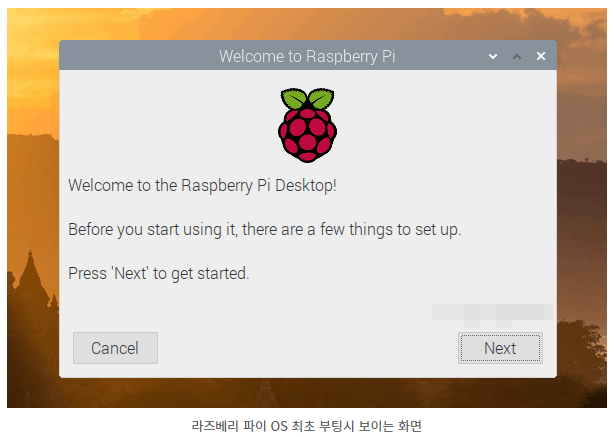 Welcome to Raspberry Pi
Welcome to the Raspberry Pi Desktop!
Before you start using it, there are a few things to set up.
Press 'Next' to get started.
Cancel
Next
라즈베리 파이 OS 최초 부팅시 보이는 화면